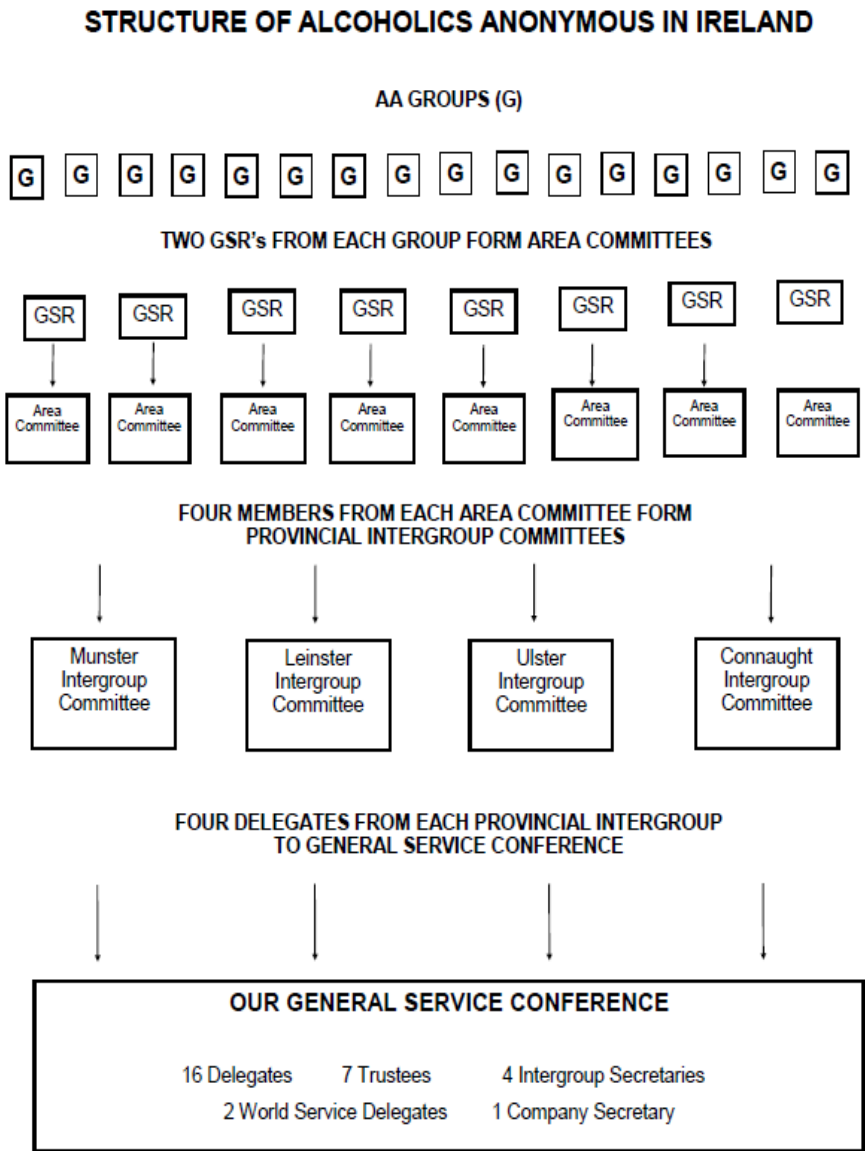 STRUCTURE OF ALCOHOLICS ANONYMOUS IN IRELAND
AA GROUPS (G)
G G G G G G G G G G G G G G G G
TWO GSR's FROM EACH GROUP FORM AREA COMMITTEES
GSR GSR GSR GSR GSR GSR GSR GSR
Area Area Area Area Area Area Area Area
Committee Committee Committee Committee Committee Committee Committee Committee
FOUR MEMBERS FROM EACH AREA COMMITTEE FORM
PROVINCIAL INTERGROUP COMMITTEES
Munster
Intergroup
Committee
Leinster
Intergroup
Committee
Ulster
Intergroup
Committee
Connaught
Intergroup
Committee
FOUR DELEGATES FROM EACH PROVINCIAL INTERGROUP
TO GENERAL SERVICE CONFERENCE
OUR GENERAL SERVICE CONFERENCE
16 Delegates 7 Trustees 4 Intergroup Secretaries
2 World Service Delegates 1 Company Secretary